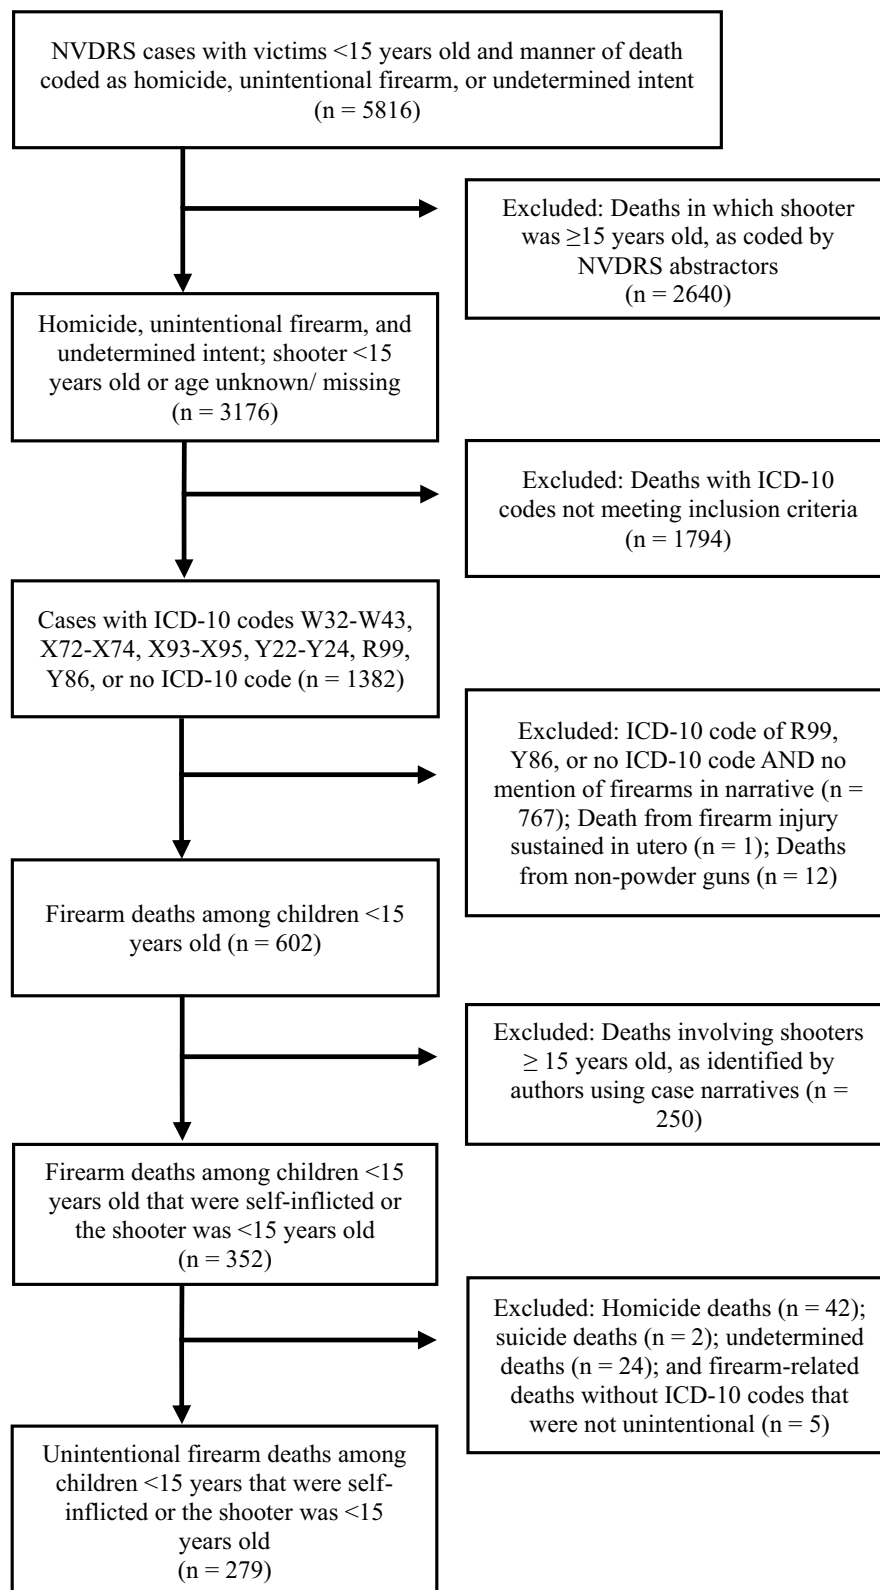 NVDRS cases with victims <15 years old and manner of death
coded as homicide, unintentional firearm, or undetermined intent
(n = 5816)
Excluded: Deaths in which shooter
was ≥15 years old, as coded by
NVDRS abstractors
(n = 2640)
Homicide, unintentional firearm, and
undetermined intent; shooter <15
years old or age unknown/ missing
(n = 3176)
Excluded: Deaths with ICD-10
codes not meeting inclusion criteria
(n = 1794)
Cases with ICD-10 codes W32-W43,
X72-X74, X93-X95, Y22-Y24, R99,
Y86, or no ICD-10 code (n = 1382)
Excluded: ICD-10 code of R99,
Y86, or no ICD-10 code AND no
mention of firearms in narrative (n =
767); Death from firearm injury
sustained in utero (n = 1); Deaths
from non-powder guns (n = 12)
Firearm deaths among children <15
years old (n = 602)
Excluded: Deaths involving shooters
≥ 15 years old, as identified by
authors using case narratives (n =
250)
Firearm deaths among children <15
years old that were self-inflicted or
the shooter was <15 years old
(n = 352)
Excluded: Homicide deaths (n = 42);
suicide deaths (n = 2); undetermined
deaths (n = 24); and firearm-related
deaths without ICD-10 codes that
were not unintentional (n = 5)
Unintentional firearm deaths among
children <15 years that were self-
inflicted or the shooter was <15
years old
(n = 279)